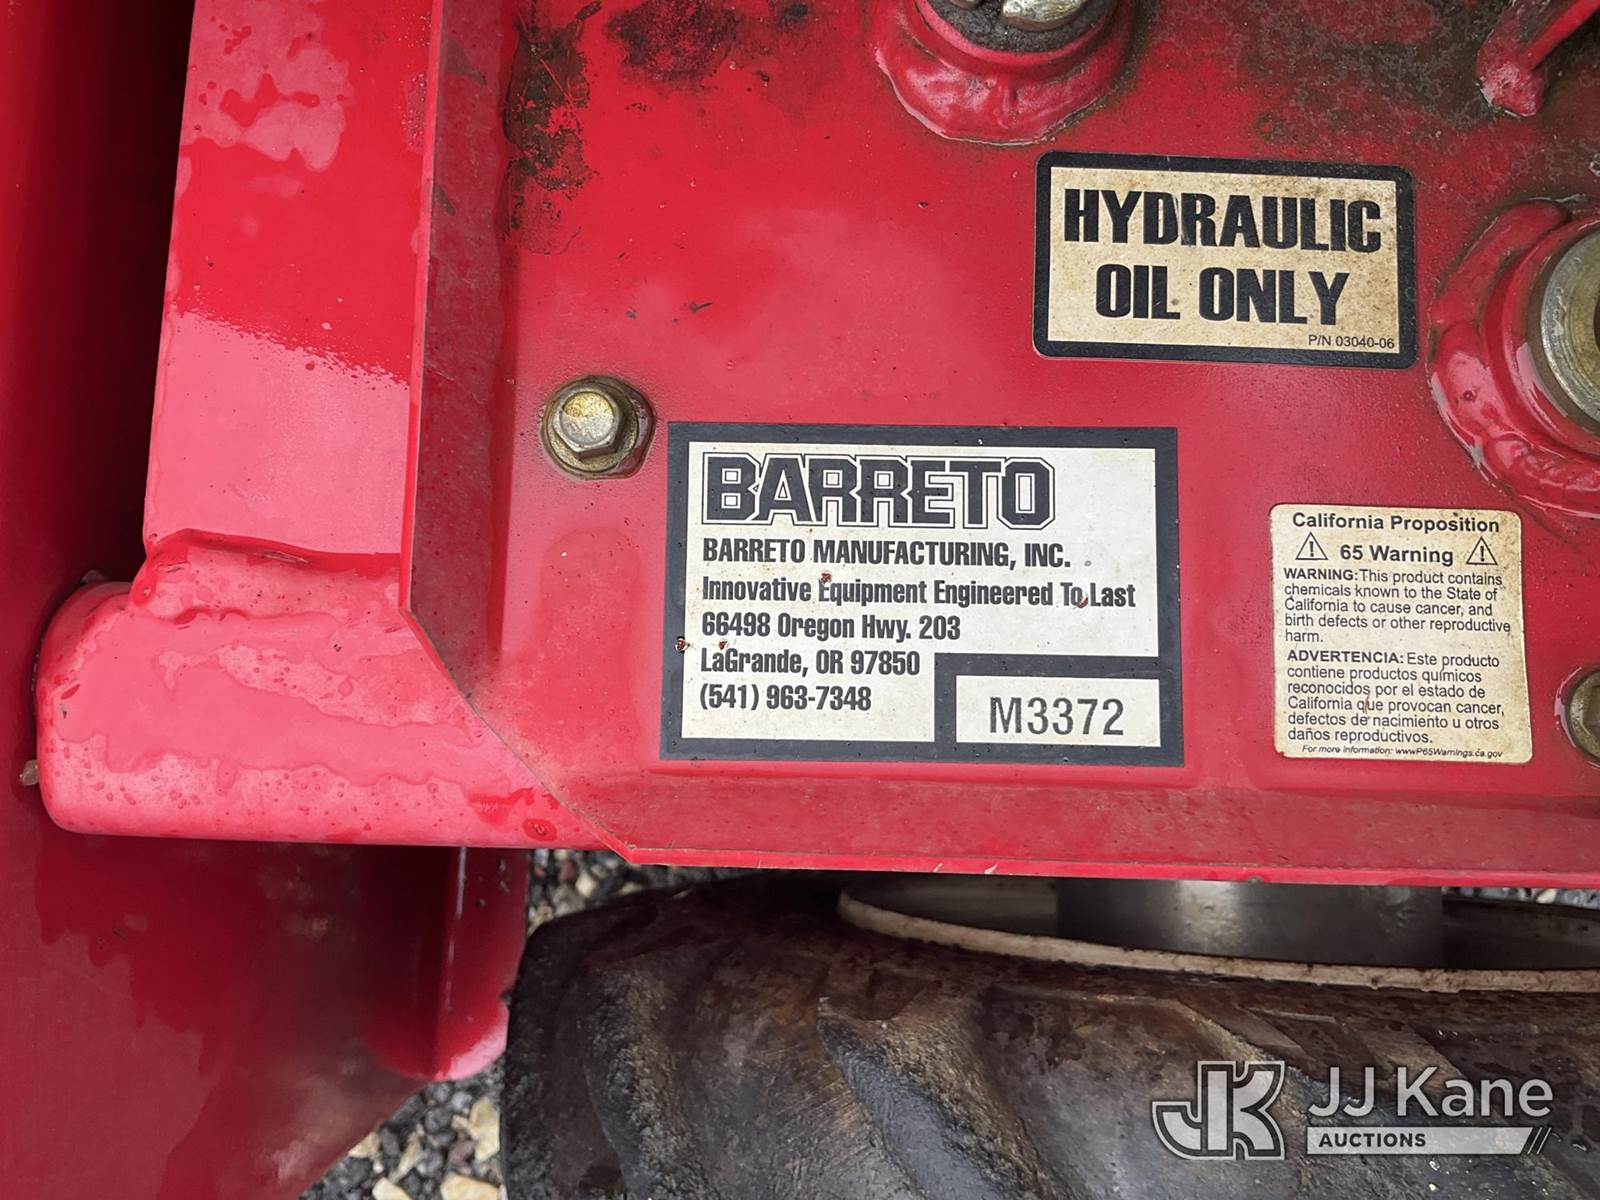 HYDRAULIC
OIL ONLY
P/N 03040-06
BARRETO
BARRETO MANUFACTURING, INC.
Innovative Equipment Engineered To Last
66498 Oregon Hwy. 203
LaGrande, OR 97850
(541) 963-7348
M3372
California Proposition
65 Warning
WARNING: This product contains
chemicals known to the State of
California to cause cancer, and
birth defects or other reproductive
harm.
ADVERTENCIA: Este producto
contiene productos químicos
reconocidos por el estado de
California que provocan cancer,
defectos de nacimiento u otros
daños reproductivos.
For more information: www.P65Warnings.ca.gov
JK JJ Kane
AUCTIONS